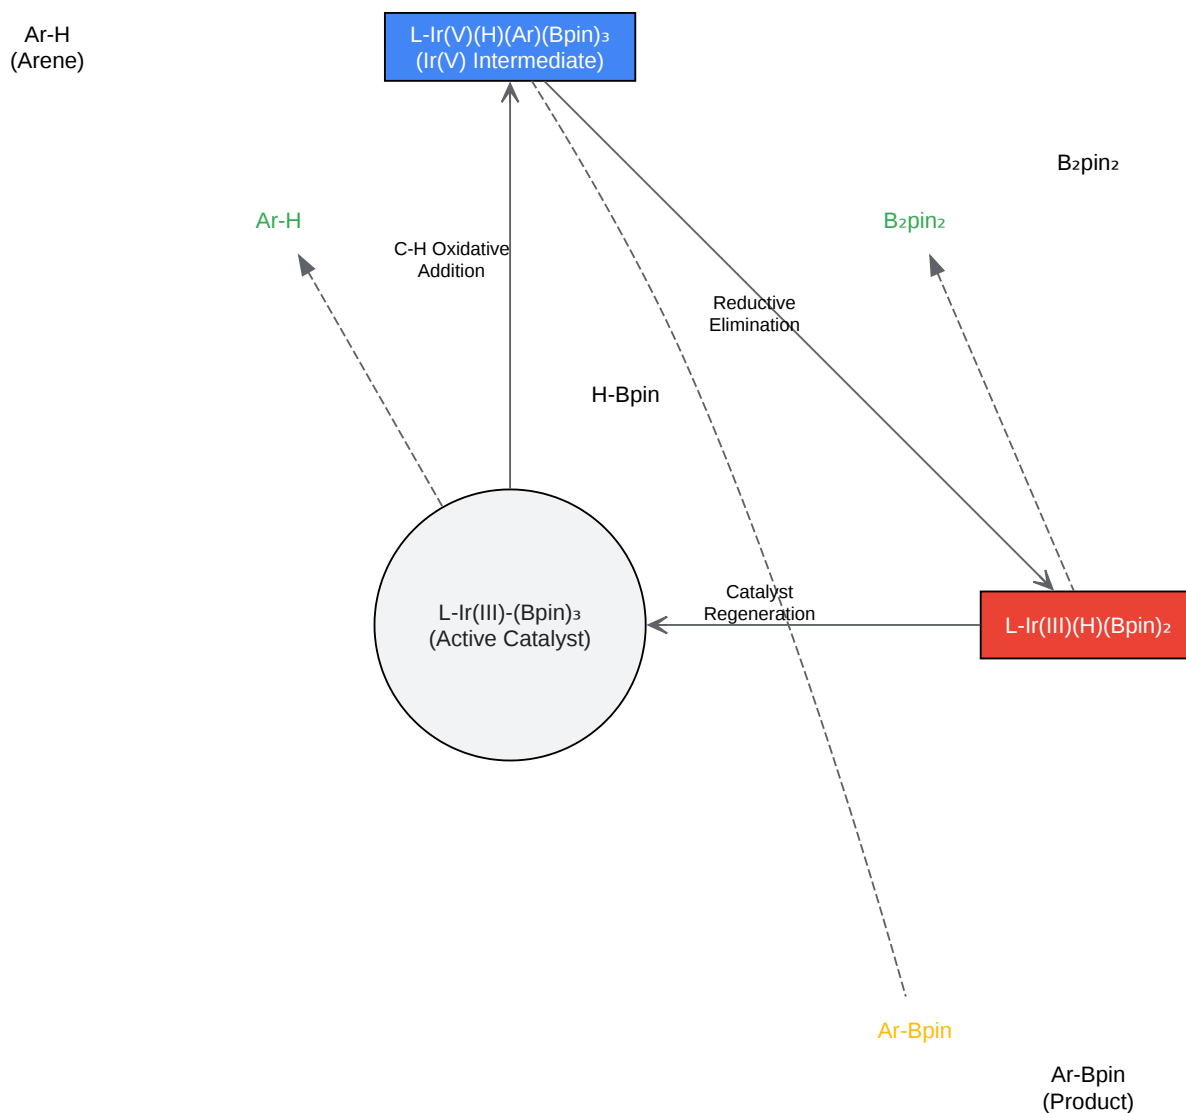 Ar-H
(Arene)
L-Ir(V)(H)(Ar)(Bpin)₃
(Ir(V) Intermediate)
B₂pin₂
Ar-H
B₂pin₂
C-H Oxidative
Addition
Reductive
Elimination
H-Bpin
Catalyst
Regeneration
L-Ir(III)-(Bpin)₃
(Active Catalyst)
L-Ir(III)(H)(Bpin)₂
Ar-Bpin
Ar-Bpin
(Product)